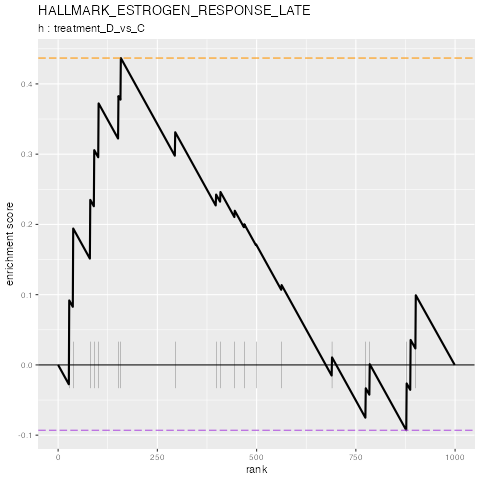 HALLMARK_ESTROGEN_RESPONSE_LATE
h : treatment_D_vs_C
enrichment score
0.4
0.3
0.2
0.1
0.0
-0.1
0
250
500
750
1000
rank